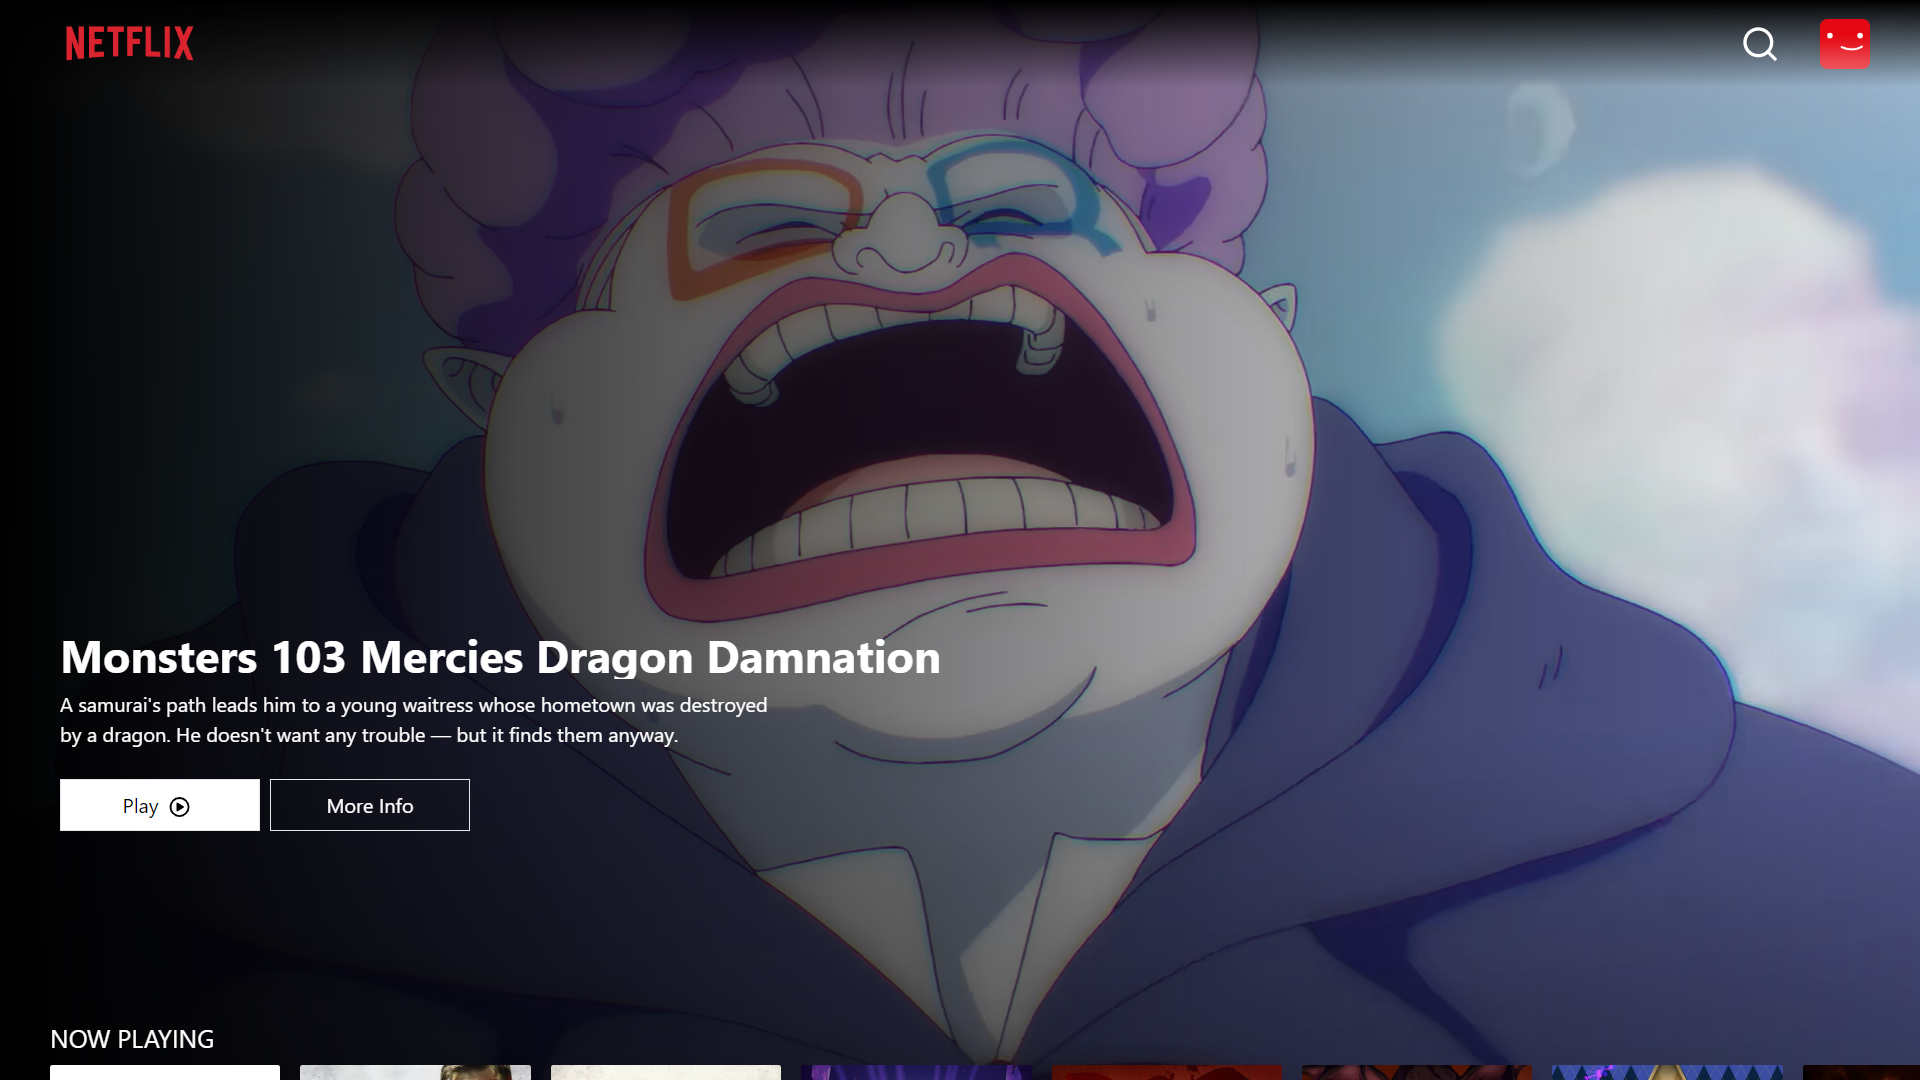 NETFLIX
Monsters 103 Mercies Dragon Damnation
A samurai's path leads him to a young waitress whose hometown was destroyed
by a dragon. He doesn't want any trouble — but it finds them anyway.
Play
More Info
NOW PLAYING